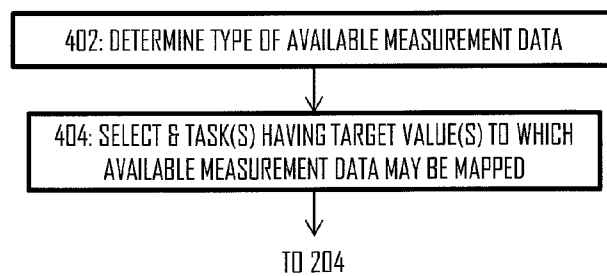 402: DETERMINE TYPE OF AVAILABLE MEASUREMENT DATA
404: SELECT & TASK(S) HAVING TARGET VALUE(S) TO WHICH
AVAILABLE MEASUREMENT DATA MAY BE MAPPED
TO 204